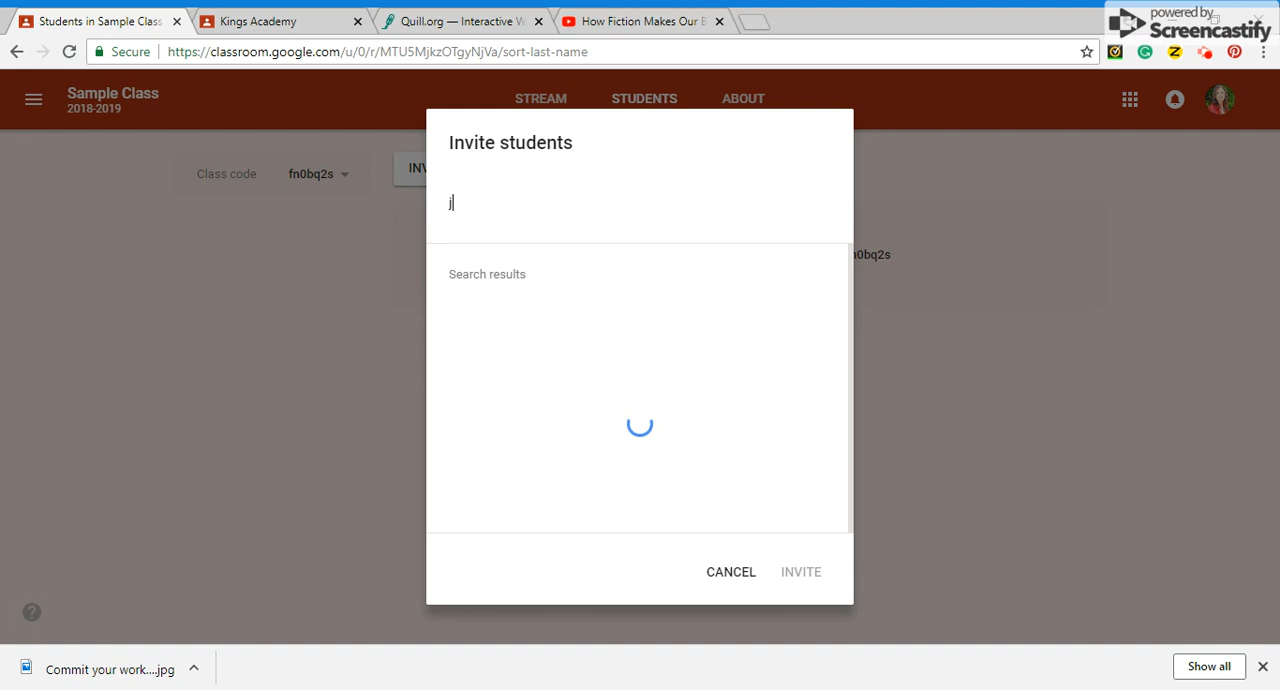 Students in Sample Class
Kings Academy
Quill.org — Interactive W
How Fiction Makes Our B
powered by
Screencastify
Secure
https://classroom.google.com/u/0/r/MTU5MjkzOTgyNjVa/sort-last-name
Sample Class
2018-2019
STREAM
STUDENTS
ABOUT
Class code
fn0bq2s
INV
Invite students
j
n0bq2s
Search results
CANCEL
INVITE
Commit your work....jpg
Show all